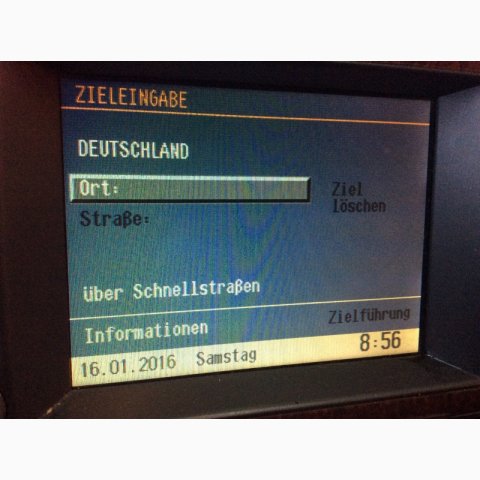 ZIELEINGABE
DEUTSCHLAND
Ort:
Straße:
Ziel
löschen
über Schnellstraßen
Informationen
Zielführung
16.01.2016 Samstag 8:56